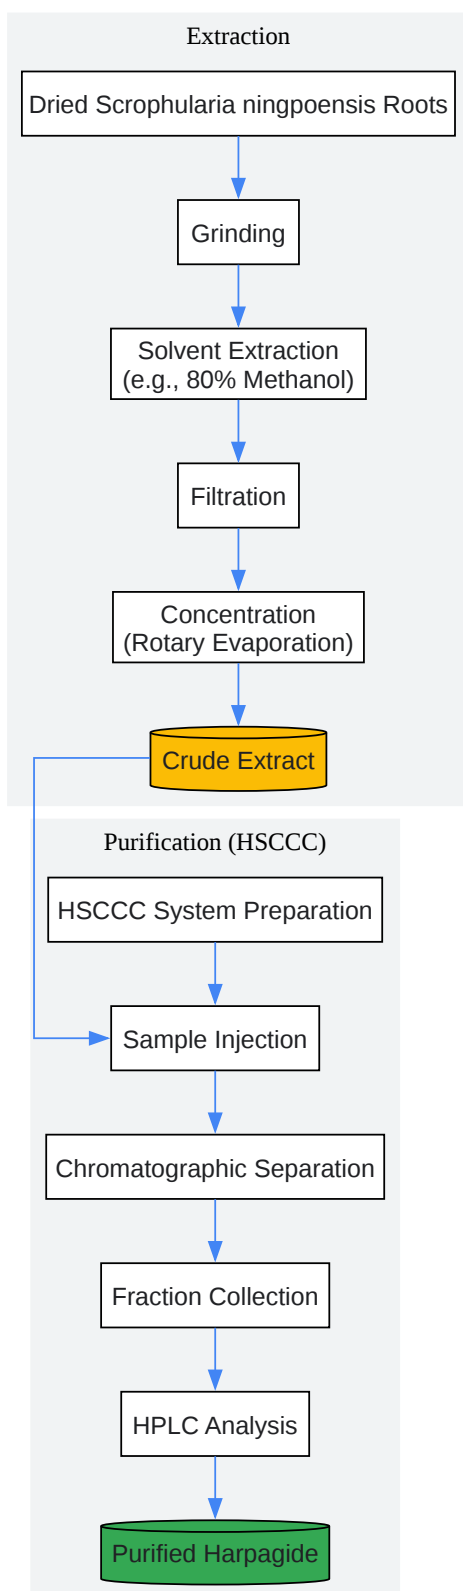 Extraction
Dried Scrophularia ningpoensis Roots
Grinding
Solvent Extraction
(e.g., 80% Methanol)
Filtration
Concentration
(Rotary Evaporation)
Crude Extract
Purification (HSCCC)
HSCCC System Preparation
Sample Injection
Chromatographic Separation
Fraction Collection
HPLC Analysis
Purified Harpagide